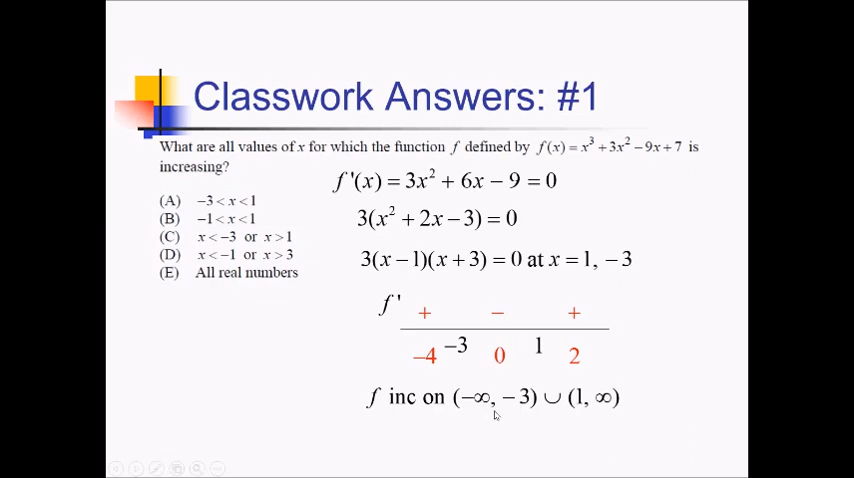 Classwork Answers: #1
What are all values of x for which the function f defined by f(x) = x³ + 3x² − 9x + 7 is
increasing?
f '(x) = 3x² + 6x − 9 = 0
(A) −3 < x < 1
(B) −1 < x < 1
(C) x < −3 or x > 1
(D) x < −1 or x > 3
(E) All real numbers
3(x² + 2x − 3) = 0
3(x − 1)(x + 3) = 0 at x = 1, −3
f ' + − +
−4 −3 0 1 2
f inc on (−∞, −3) ∪ (1, ∞)